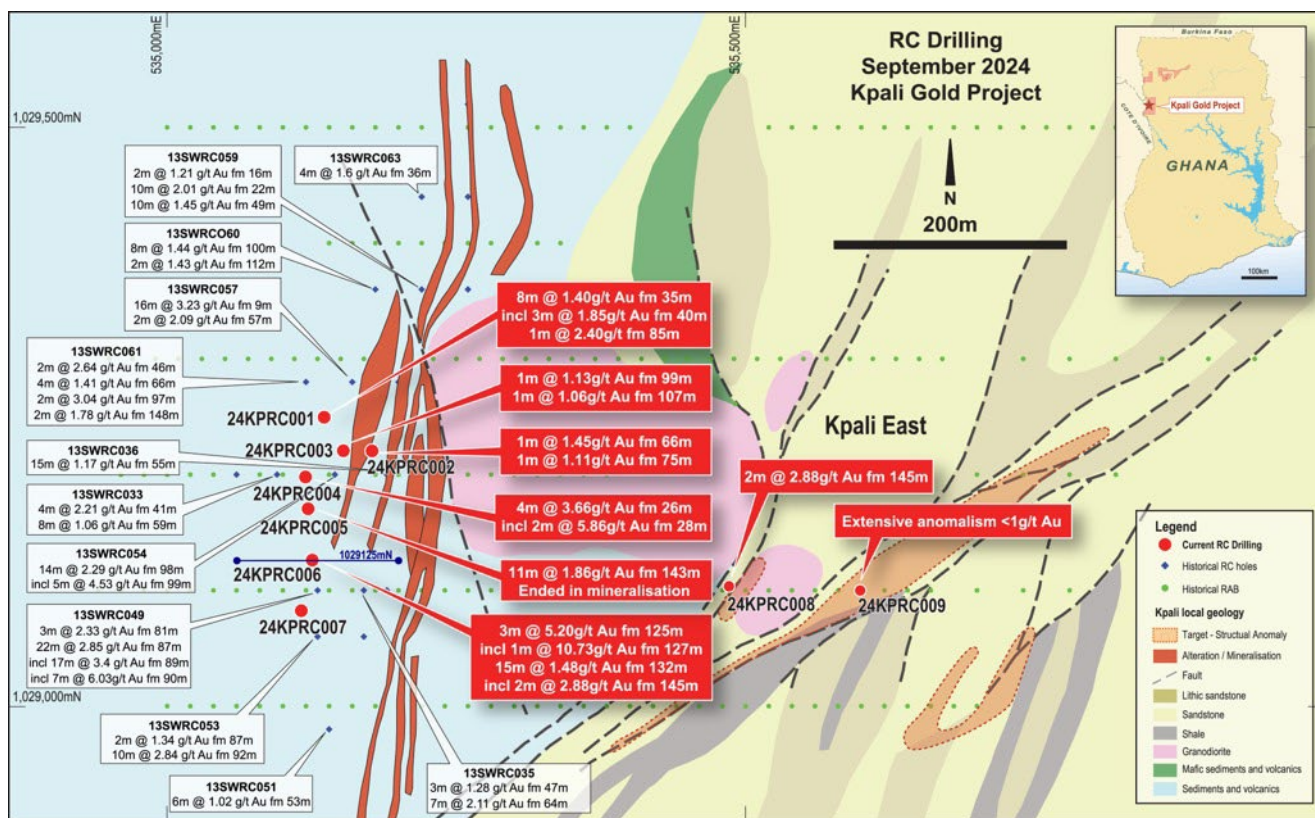 535,000mE
535,500mE
RC Drilling
September 2024
Kpali Gold Project
N
200m
Burkina Faso
Kpali Gold Project
COTE D'IVOIRE
GHANA
100km
1,029,500mN
13SWRC059
2m @ 1.21 g/t Au fm 16m
10m @ 2.01 g/t Au fm 22m
10m @ 1.45 g/t Au fm 49m
13SWRC063
4m @ 1.6 g/t Au fm 36m
13SWRCO60
8m @ 1.44 g/t Au fm 100m
2m @ 1.43 g/t Au fm 112m
13SWRC057
16m @ 3.23 g/t Au fm 9m
2m @ 2.09 g/t Au fm 57m
13SWRC061
2m @ 2.64 g/t Au fm 46m
4m @ 1.41 g/t Au fm 66m
2m @ 3.04 g/t Au fm 97m
2m @ 1.78 g/t Au fm 148m
13SWRC036
15m @ 1.17 g/t Au fm 55m
13SWRC033
4m @ 2.21 g/t Au fm 41m
8m @ 1.06 g/t Au fm 59m
13SWRC054
14m @ 2.29 g/t Au fm 98m
incl 5m @ 4.53 g/t Au fm 99m
13SWRC049
3m @ 2.33 g/t Au fm 81m
22m @ 2.85 g/t Au fm 87m
incl 17m @ 3.4 g/t Au fm 89m
incl 7m @ 6.03g/t Au fm 90m
1,029,000mN
13SWRC053
2m @ 1.34 g/t Au fm 87m
10m @ 2.84 g/t Au fm 92m
13SWRC051
6m @ 1.02 g/t Au fm 53m
13SWRC035
3m @ 1.28 g/t Au fm 47m
7m @ 2.11 g/t Au fm 64m
24KPRC001
24KPRC003
24KPRC002
24KPRC004
24KPRC005
1029125mN
24KPRC006
24KPRC007
8m @ 1.40g/t Au fm 35m
incl 3m @ 1.85g/t Au fm 40m
1m @ 2.40g/t fm 85m
1m @ 1.13g/t Au fm 99m
1m @ 1.06g/t Au fm 107m
1m @ 1.45g/t Au fm 66m
1m @ 1.11g/t Au fm 75m
4m @ 3.66g/t Au fm 26m
incl 2m @ 5.86g/t Au fm 28m
11m @ 1.86g/t Au fm 143m
Ended in mineralisation
3m @ 5.20g/t Au fm 125m
incl 1m @ 10.73g/t Au fm 127m
15m @ 1.48g/t Au fm 132m
incl 2m @ 2.88g/t Au fm 145m
Kpali East
2m @ 2.88g/t Au fm 145m
Extensive anomalism <1g/t Au
24KPRC008
24KPRC009
Legend
Current RC Drilling
Historical RC holes
Historical RAB
Kpali local geology
Target - Structual Anomaly
Alteration / Mineralisation
Fault
Lithic sandstone
Sandstone
Shale
Granodiorite
Mafic sediments and volcanics
Sediments and volcanics